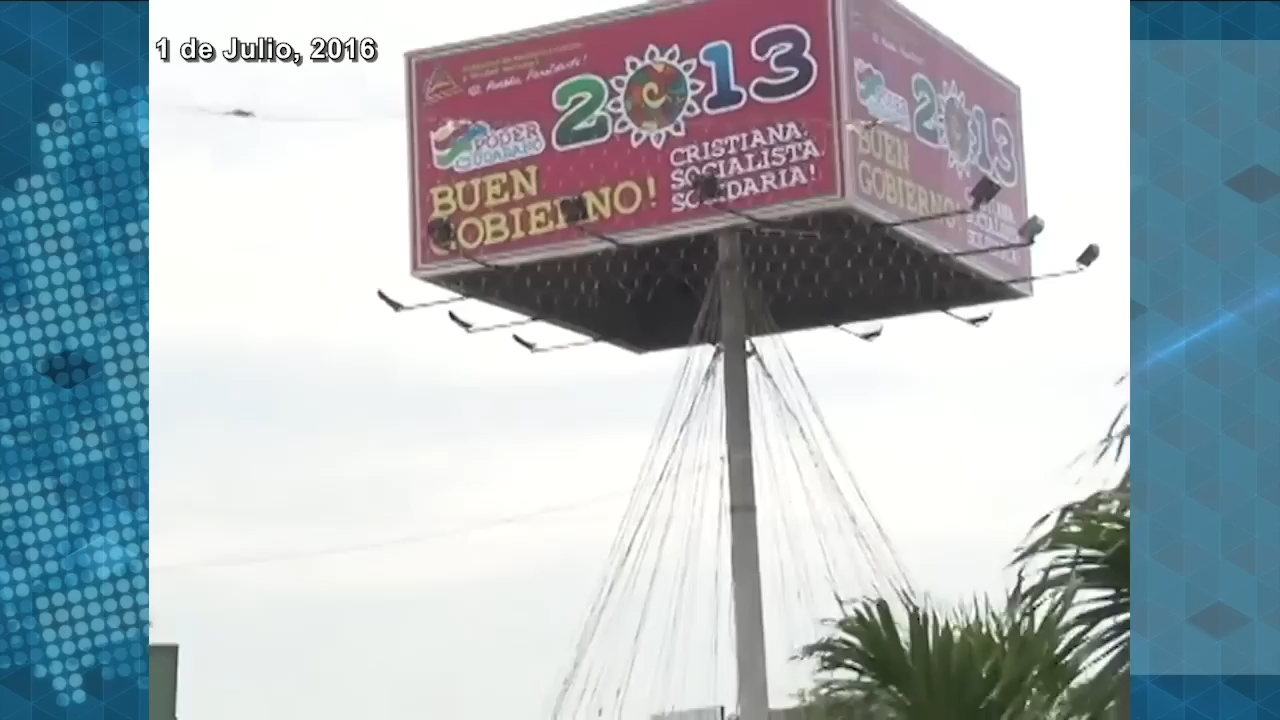 1 de Julio, 2016
2013
PODER
CIUDADANO
BUEN
GOBIERNO!
CRISTIANA,
SOCIALISTA,
SOLIDARIA!
2013
BUEN
GOBIERNO!